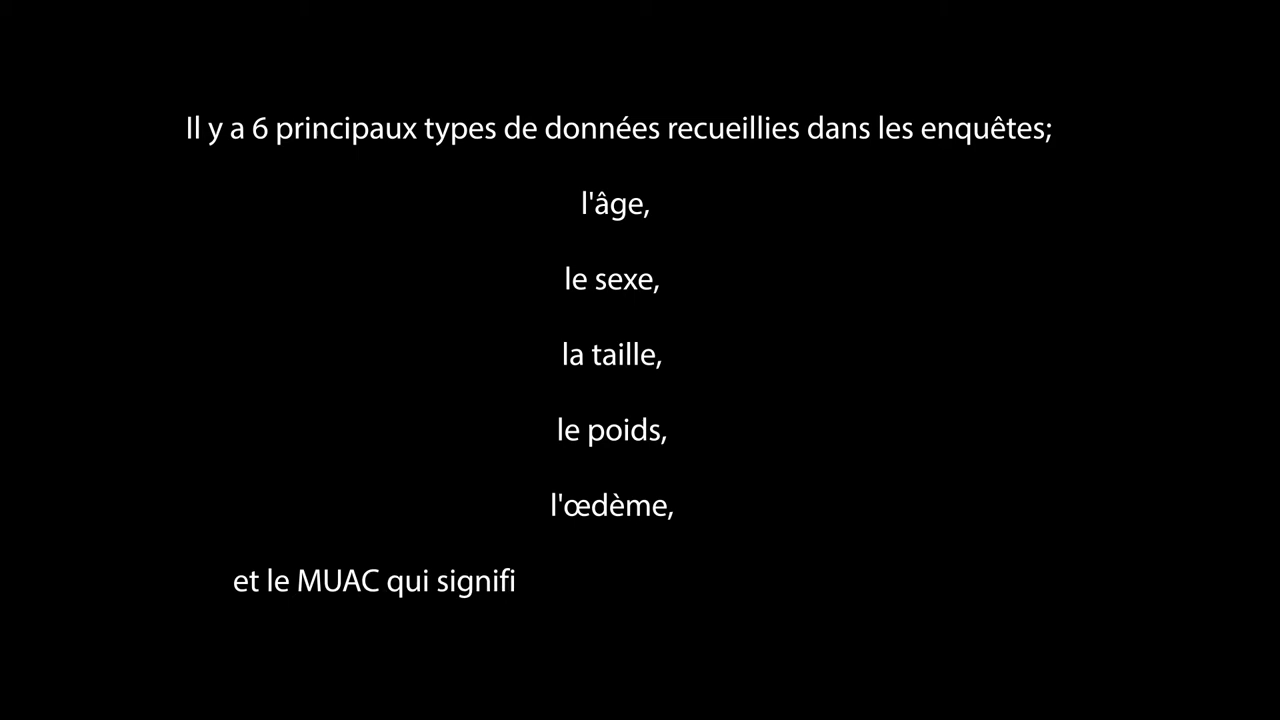 Il y a 6 principaux types de données recueillies dans les enquêtes;
l'âge,
le sexe,
la taille,
le poids,
l'œdème,
et le MUAC qui signifi